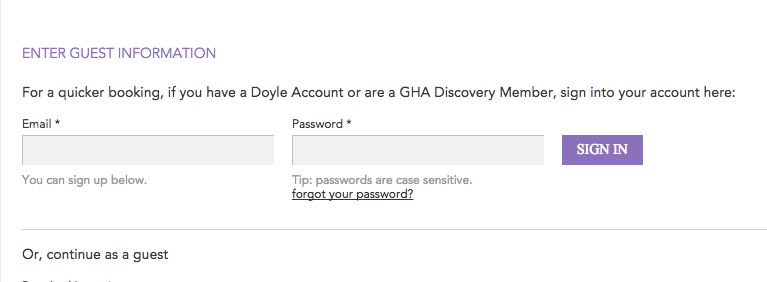 ENTER GUEST INFORMATION
For a quicker booking, if you have a Doyle Account or are a GHA Discovery Member, sign into your account here:
Email *
Password *
SIGN IN
You can sign up below.
Tip: passwords are case sensitive.
forgot your password?
Or, continue as a guest